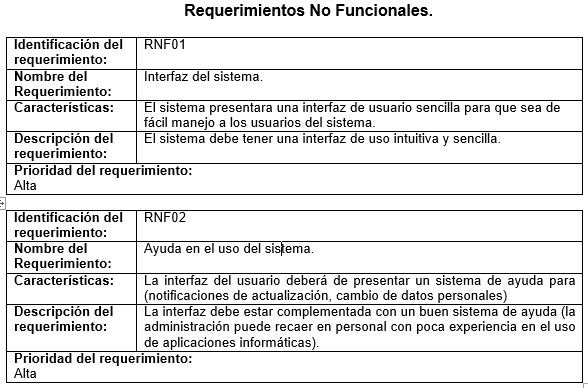 Requerimientos No Funcionales.
Identificación del requerimiento: RNF01
Nombre del Requerimiento: Interfaz del sistema.
Características: El sistema presentara una interfaz de usuario sencilla para que sea de
fácil manejo a los usuarios del sistema.
Descripción del requerimiento: El sistema debe tener una interfaz de uso intuitiva y sencilla.
Prioridad del requerimiento:
Alta
Identificación del requerimiento: RNF02
Nombre del Requerimiento: Ayuda en el uso del sistema.
Características: La interfaz del usuario deberá de presentar un sistema de ayuda para
(notificaciones de actualización, cambio de datos personales)
Descripción del requerimiento: La interfaz debe estar complementada con un buen sistema de ayuda (la
administración puede recaer en personal con poca experiencia en el uso
de aplicaciones informáticas).
Prioridad del requerimiento:
Alta